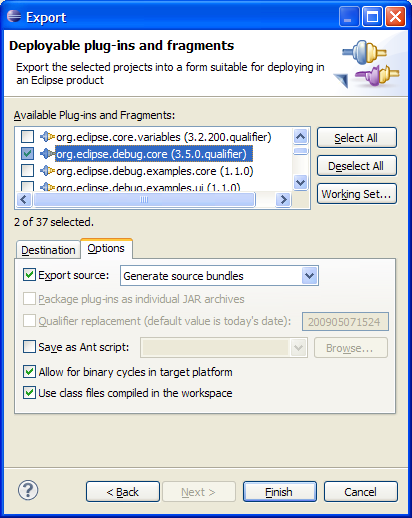 Export
Deployable plug-ins and fragments
Export the selected projects into a form suitable for deploying in
an Eclipse product
Available Plug-ins and Fragments:
org.eclipse.core.variables (3.2.200.qualifier)
org.eclipse.debug.core (3.5.0.qualifier)
org.eclipse.debug.examples.core (1.1.0)
org.eclipse.debug.examples.ui (1.1.0)
Select All
Deselect All
Working Set...
2 of 37 selected.
Destination
Options
Export source:
Generate source bundles
Package plug-ins as individual JAR archives
Qualifier replacement (default value is today's date):
200905071524
Save as Ant script:
Browse...
Allow for binary cycles in target platform
Use class files compiled in the workspace
?
< Back
Next >
Finish
Cancel